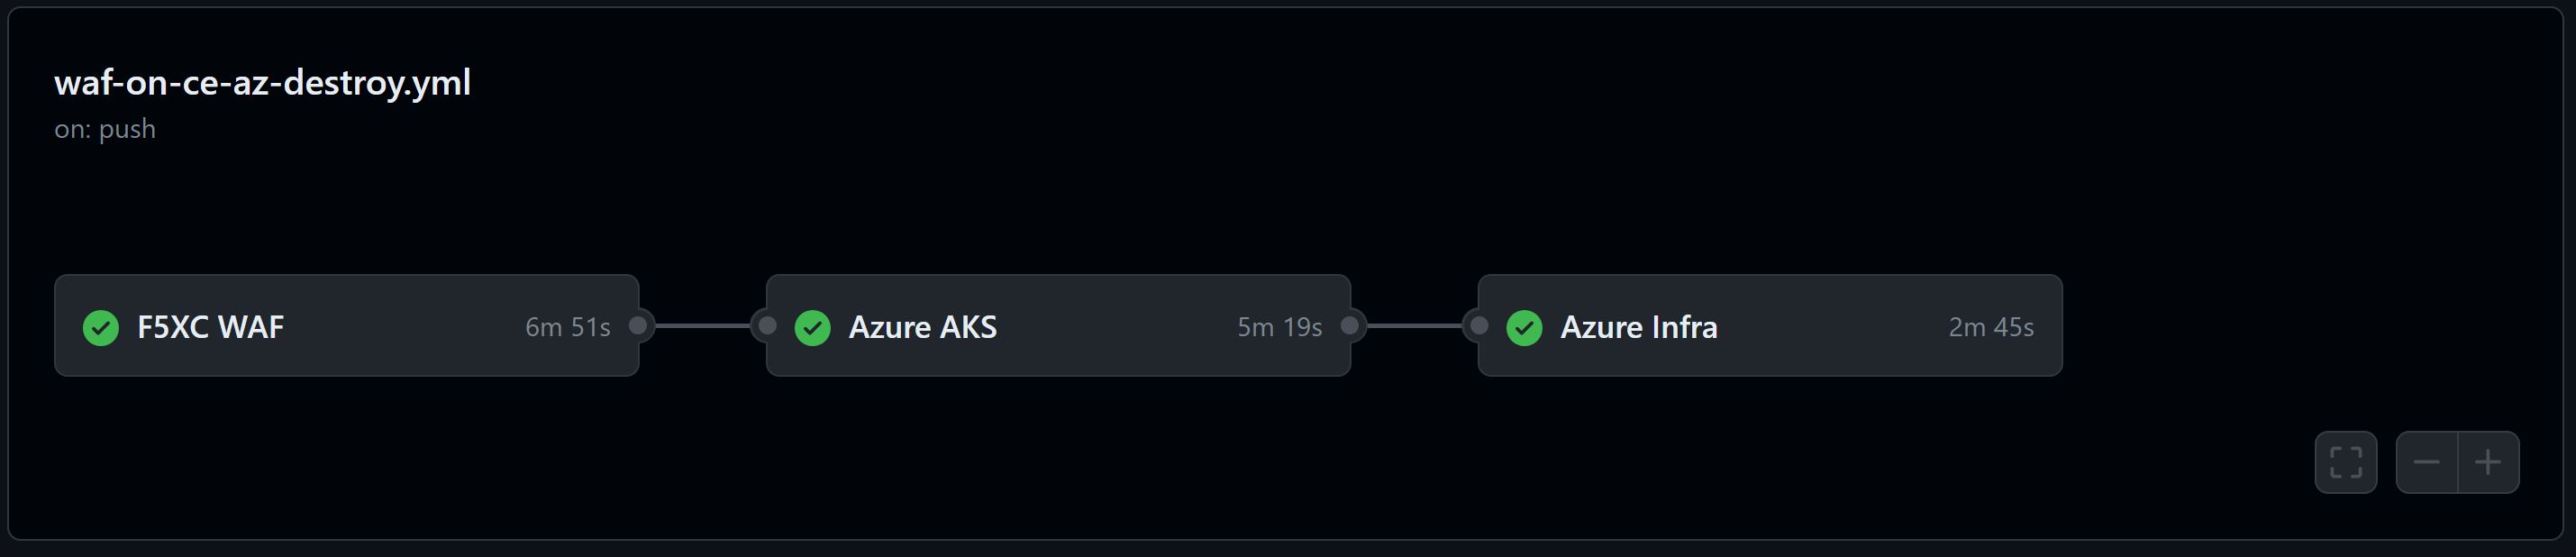 waf-on-ce-az-destroy.yml
on: push
F5XC WAF 6m 51s
Azure AKS 5m 19s
Azure Infra 2m 45s